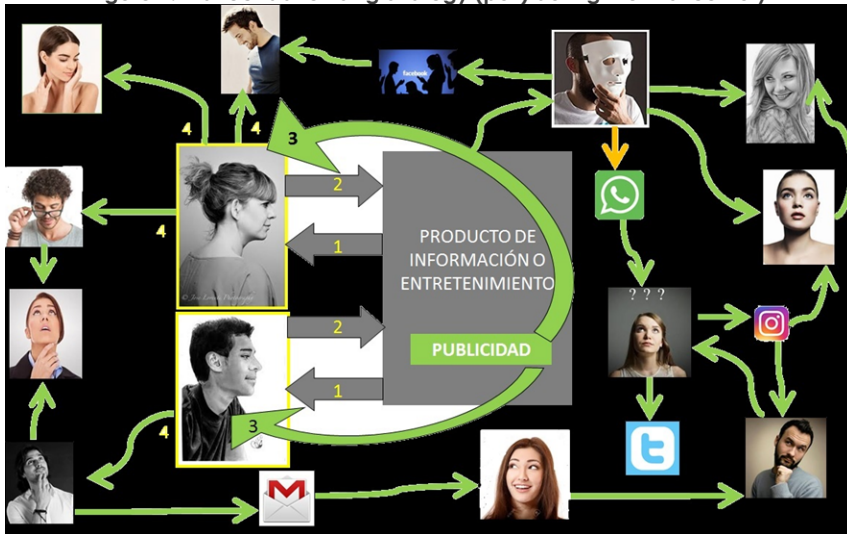 facebook
4
4
3
2
4
1
PRODUCTO DE
INFORMACIÓN O
ENTRETENIMIENTO
? ? ?
2
PUBLICIDAD
1
4
3